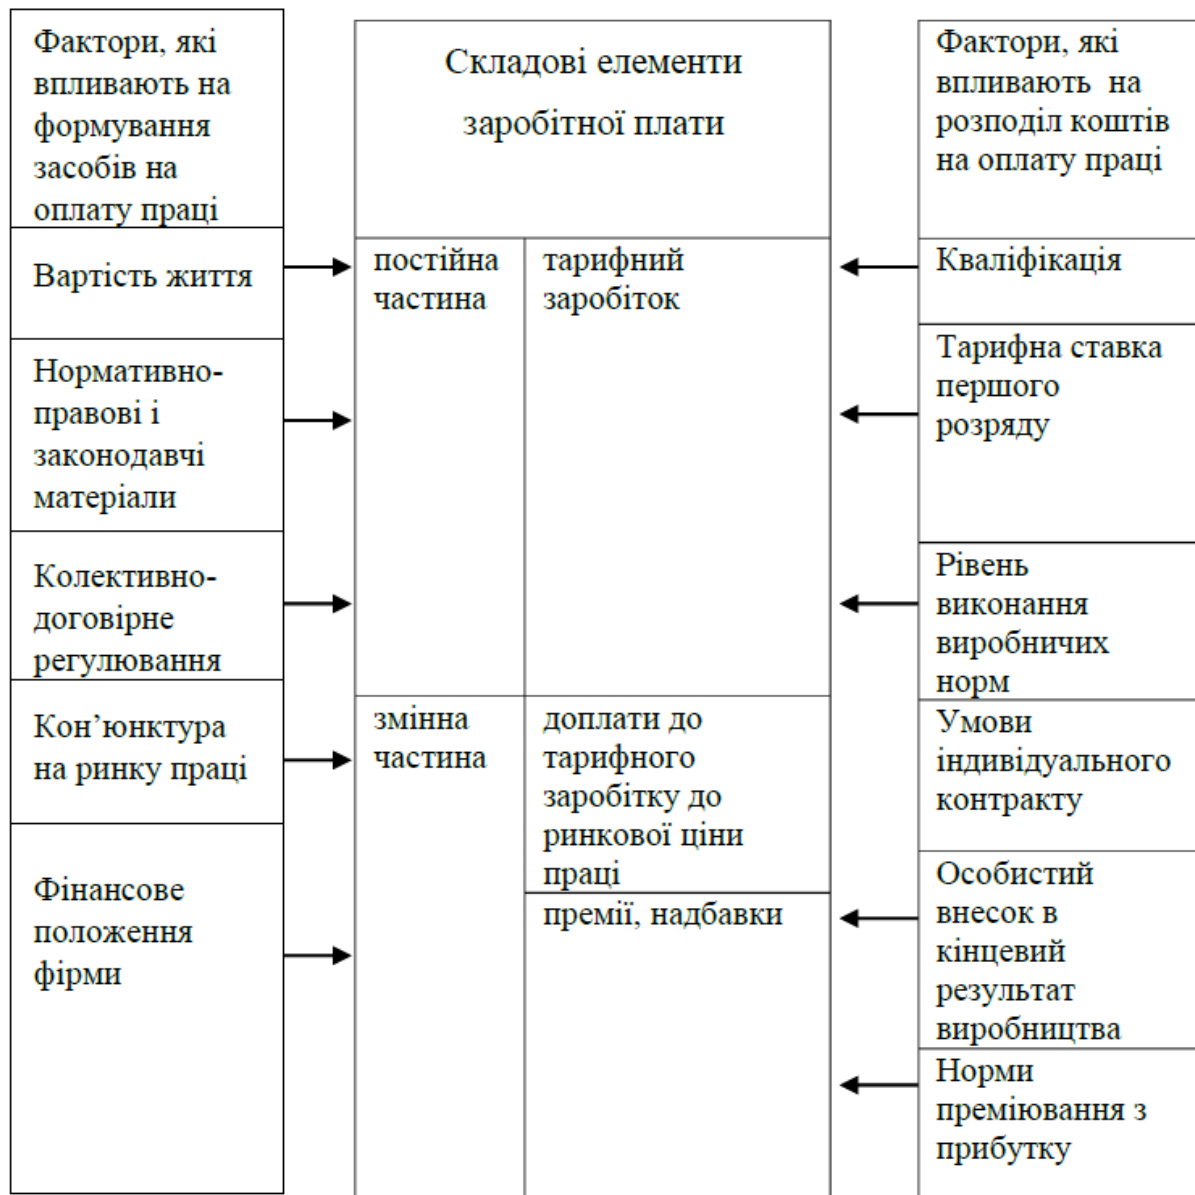 Фактори, які
впливають на
формування
засобів на
оплату праці
Вартість життя
Нормативно-
правові і
законодавчі
матеріали
Колективно-
договірне
регулювання
Кон’юнктура
на ринку праці
Фінансове
положення
фірми
Складові елементи
заробітної плати
постійна
частина
тарифний
заробіток
змінна
частина
доплати до
тарифного
заробітку до
ринкової ціни
праці
премії, надбавки
Фактори, які
впливають на
розподіл коштів
на оплату праці
Кваліфікація
Тарифна ставка
першого
розряду
Рівень
виконання
виробничих
норм
Умови
індивідуального
контракту
Особистий
внесок в
кінцевий
результат
виробництва
Норми
преміювання з
прибутку